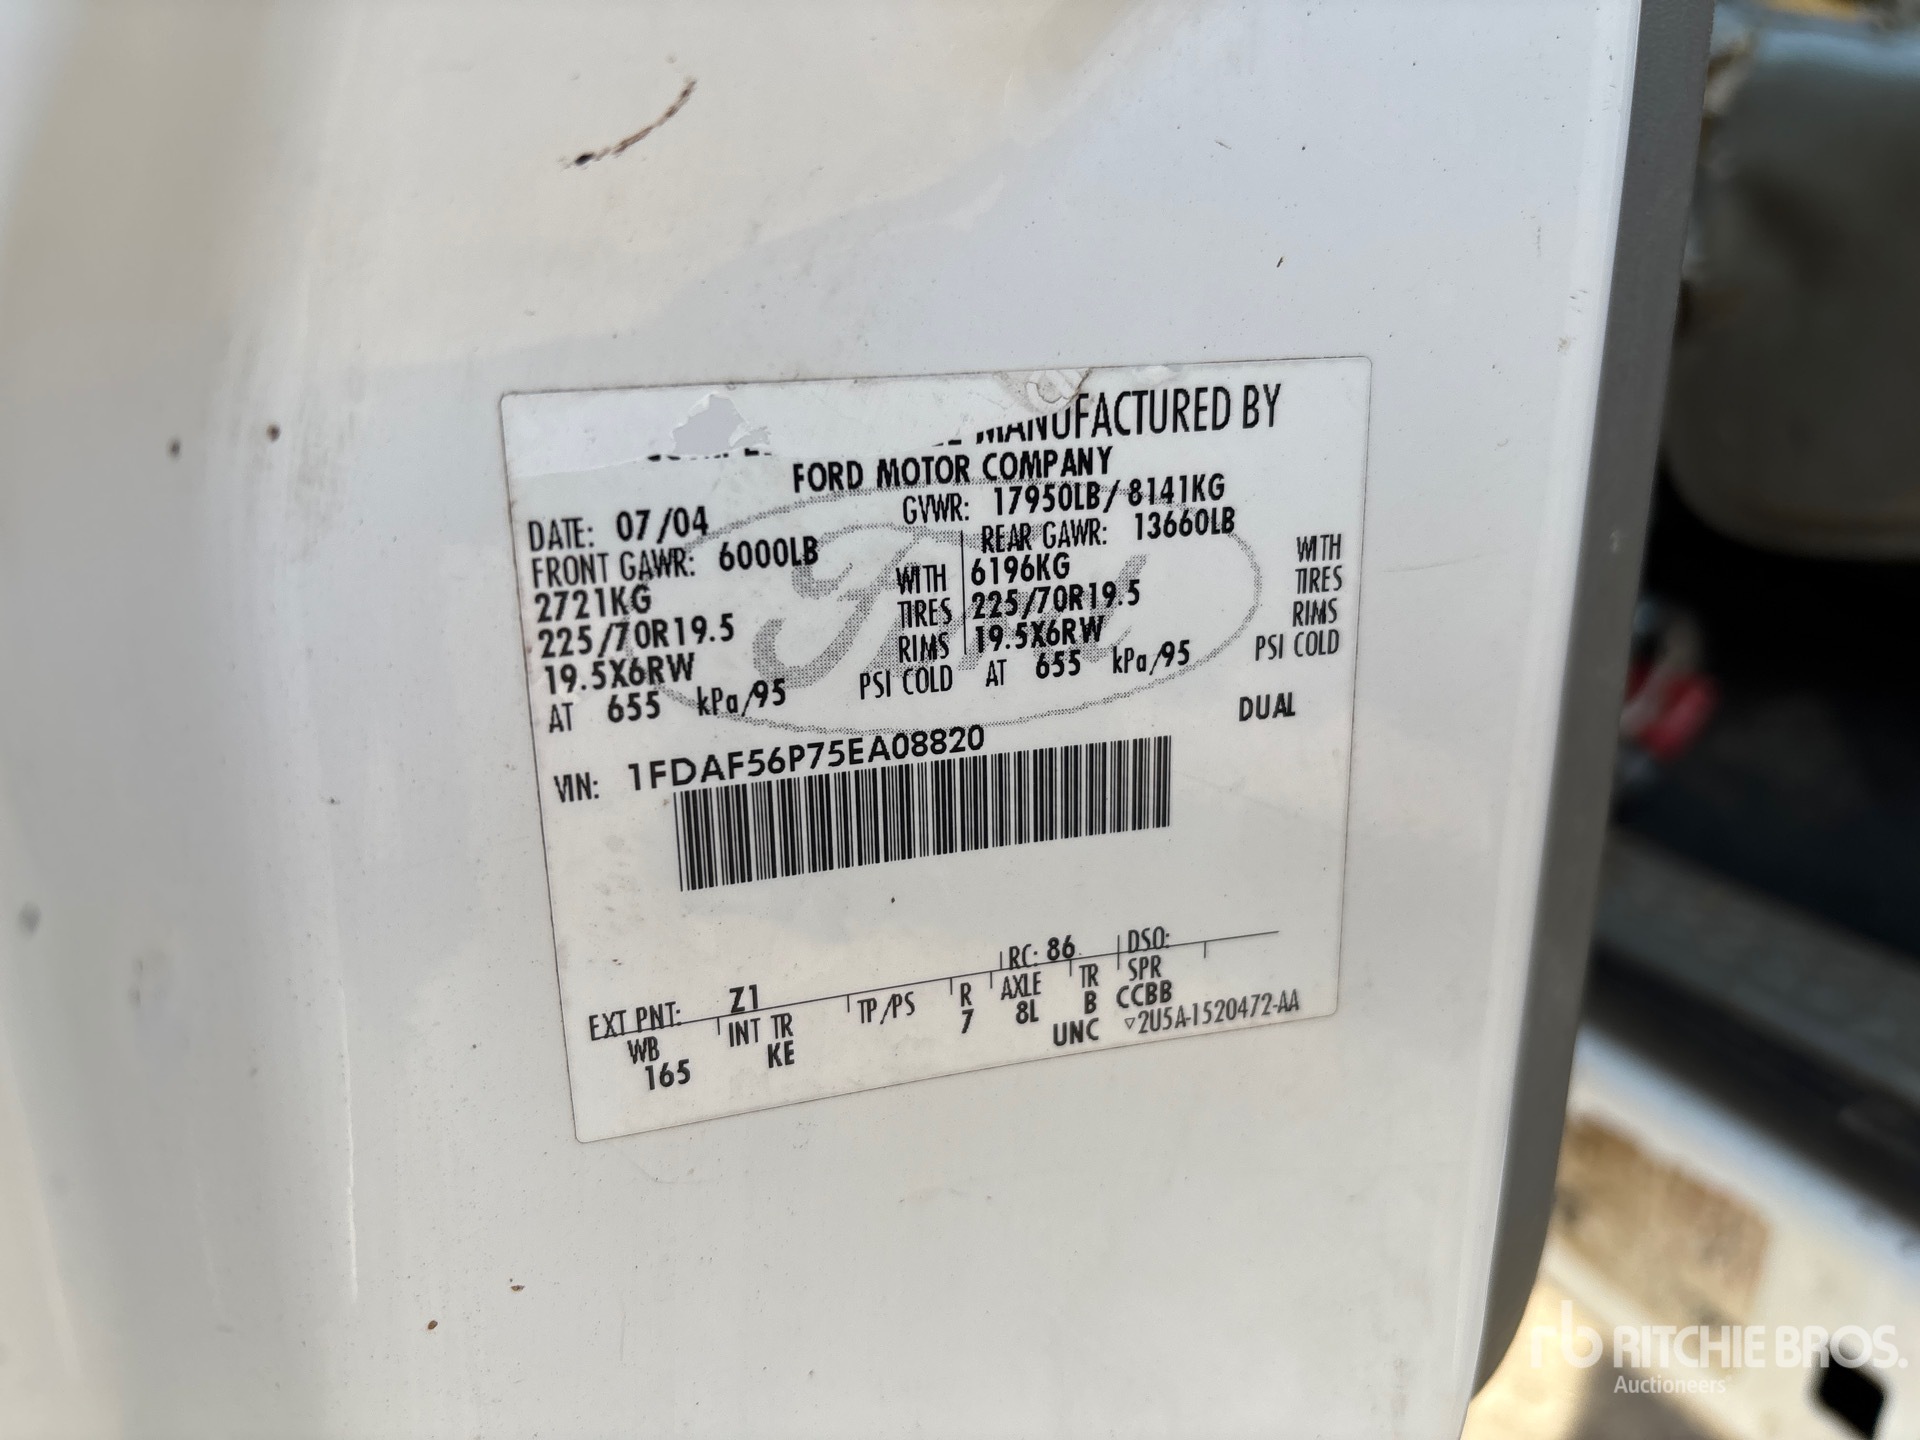 MANUFACTURED BY
FORD MOTOR COMPANY
DATE: 07/04 GVWR: 17950LB/ 8141KG
FRONT GAWR: 6000LB REAR GAWR: 13660LB
2721KG WITH 6196KG WITH
225/70R19.5 TIRES 225/70R19.5 TIRES
19.5X6RW RIMS 19.5X6RW RIMS
AT 655 kPa/95 PSI COLD AT 655 kPa/95 PSI COLD
DUAL
VIN: 1FDAF56P75EA08820
EXT PNT: Z1 RC: 86 DSO:
WB INT TR TP/PS R AXLE TR SPR
165 KE 7 8L B CCBB
UNC ▽2U5A-1520472-AA
Ford
rb RITCHIE BROS.
Auctioneers